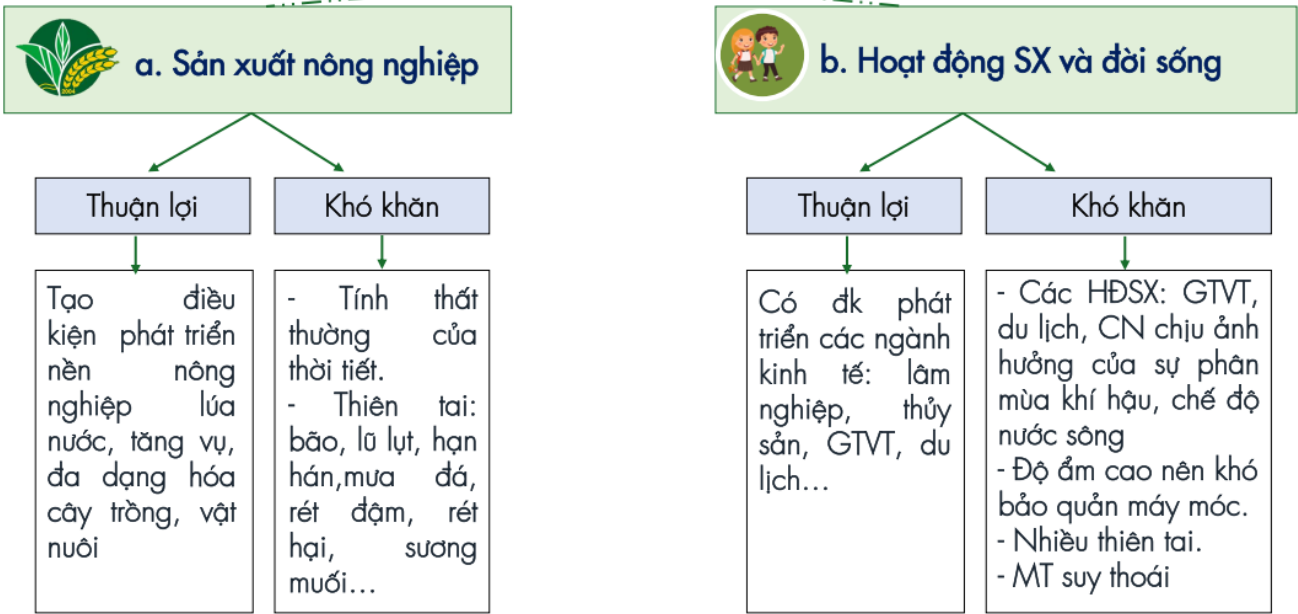 a. Sản xuất nông nghiệp
Thuận lợi
Khó khăn
Tạo điều
kiện phát triển
nền nông
nghiệp lúa
nước, tăng vụ,
đa dạng hóa
cây trồng, vật
nuôi
- Tính thất
thường của
thời tiết.
- Thiên tai:
bão, lũ lụt, hạn
hán,mưa đá,
rét đậm, rét
hại, sương
muối...
b. Hoạt động SX và đời sống
Thuận lợi
Khó khăn
Có đk phát
triển các ngành
kinh tế: lâm
nghiệp, thủy
sản, GTVT, du
lịch...
- Các HĐSX: GTVT,
du lịch, CN chịu ảnh
hưởng của sự phân
mùa khí hậu, chế độ
nước sông
- Độ ẩm cao nên khó
bảo quản máy móc.
- Nhiều thiên tai.
- MT suy thoái